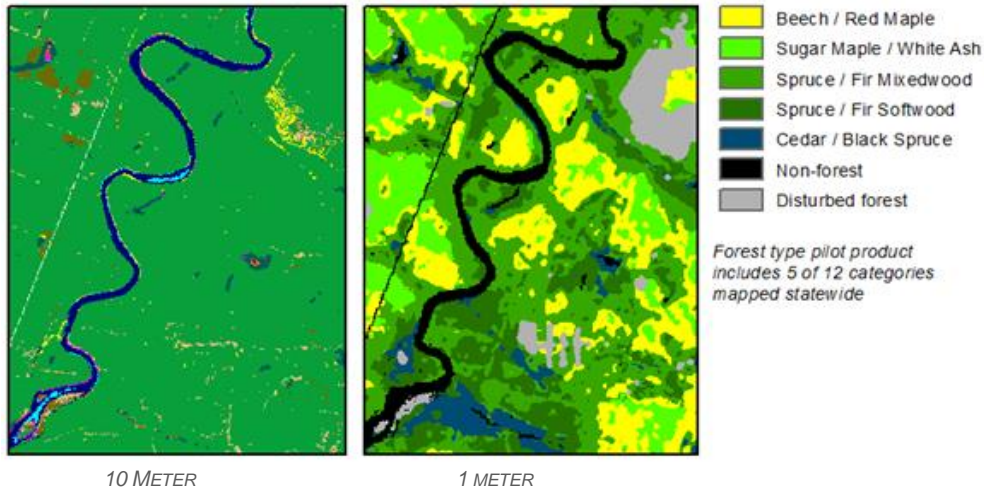 Beech / Red Maple
Sugar Maple / White Ash
Spruce / Fir Mixedwood
Spruce / Fir Softwood
Cedar / Black Spruce
Non-forest
Disturbed forest
Forest type pilot product
includes 5 of 12 categories
mapped statewide
10 METER
1 METER